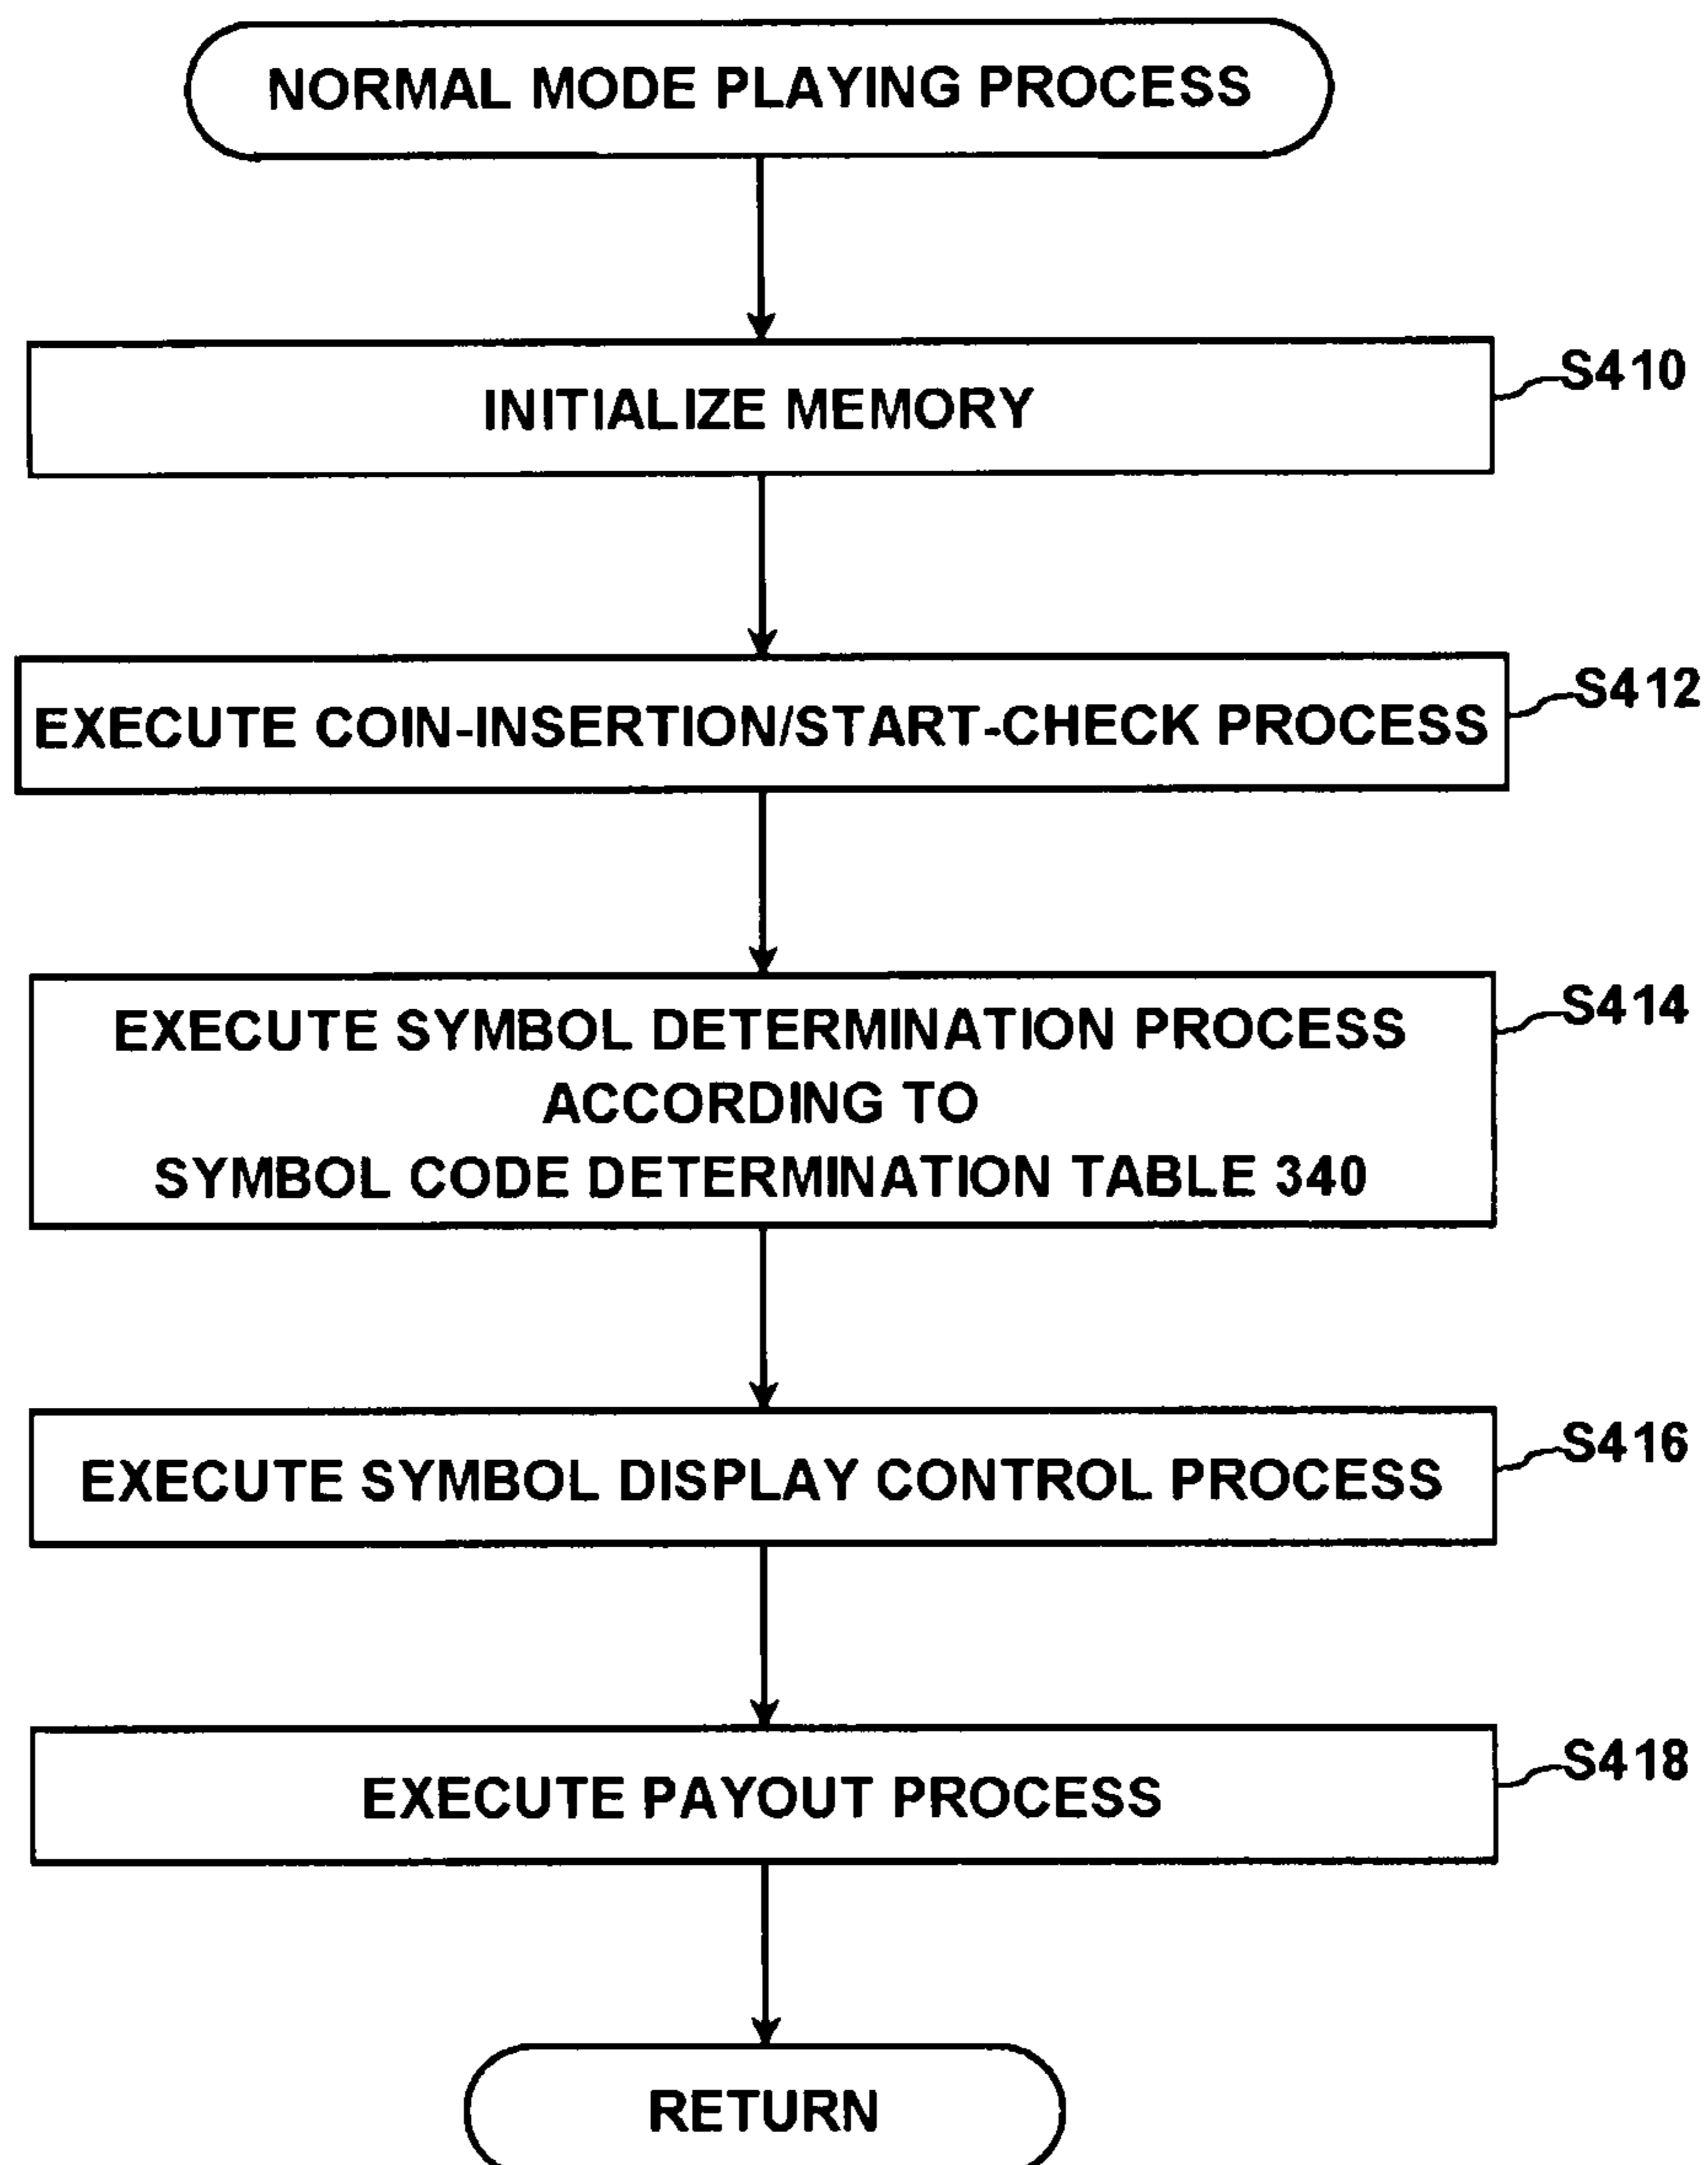 NORMAL MODE PLAYING PROCESS
INITIALIZE MEMORY
S410
EXECUTE COIN-INSERTION/START-CHECK PROCESS
S412
EXECUTE SYMBOL DETERMINATION PROCESS
ACCORDING TO
SYMBOL CODE DETERMINATION TABLE 340
S414
EXECUTE SYMBOL DISPLAY CONTROL PROCESS
S416
EXECUTE PAYOUT PROCESS
S418
RETURN